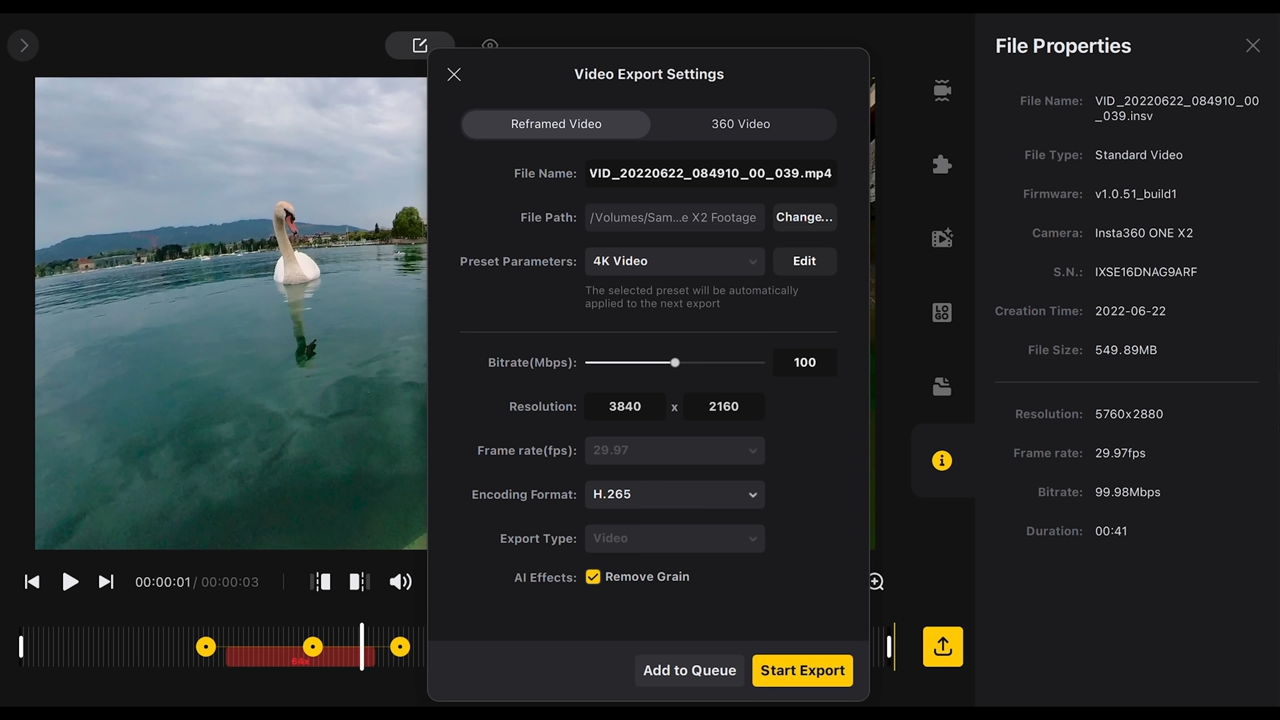 Video Export Settings
Reframed Video
360 Video
File Name: VID_20220622_084910_00_039.mp4
File Path: /Volumes/Sam...e X2 Footage Change...
Preset Parameters: 4K Video Edit
The selected preset will be automatically
applied to the next export
Bitrate(Mbps): 100
Resolution: 3840 x 2160
Frame rate(fps): 29.97
Encoding Format: H.265
Export Type: Video
AI Effects: Remove Grain
Add to Queue
Start Export
00:00:01 / 00:00:03
LOGO
File Properties
File Name: VID_20220622_084910_00
_039.insv
File Type: Standard Video
Firmware: v1.0.51_build1
Camera: Insta360 ONE X2
S.N.: IXSE16DNAG9ARF
Creation Time: 2022-06-22
File Size: 549.89MB
Resolution: 5760x2880
Frame rate: 29.97fps
Bitrate: 99.98Mbps
Duration: 00:41